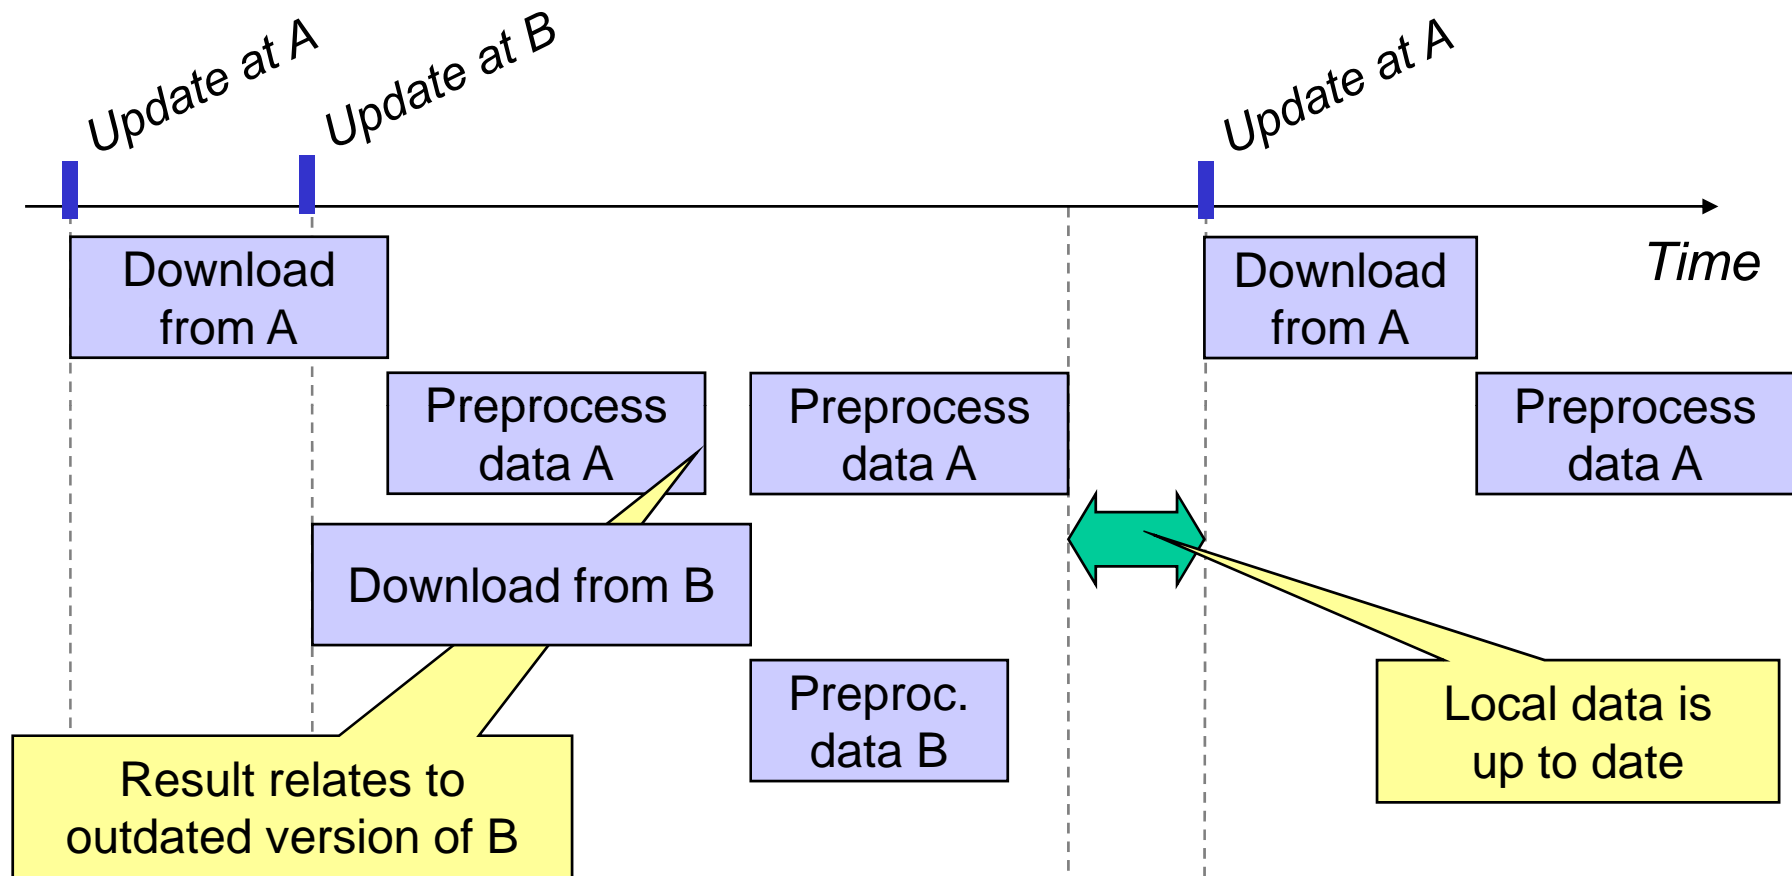 Update at A
Update at B
Update at A
Time
Download
from A
Download
from A
Preprocess
data A
Preprocess
data A
Preprocess
data A
Download from B
Preproc.
data B
Local data is
up to date
Result relates to
outdated version of B